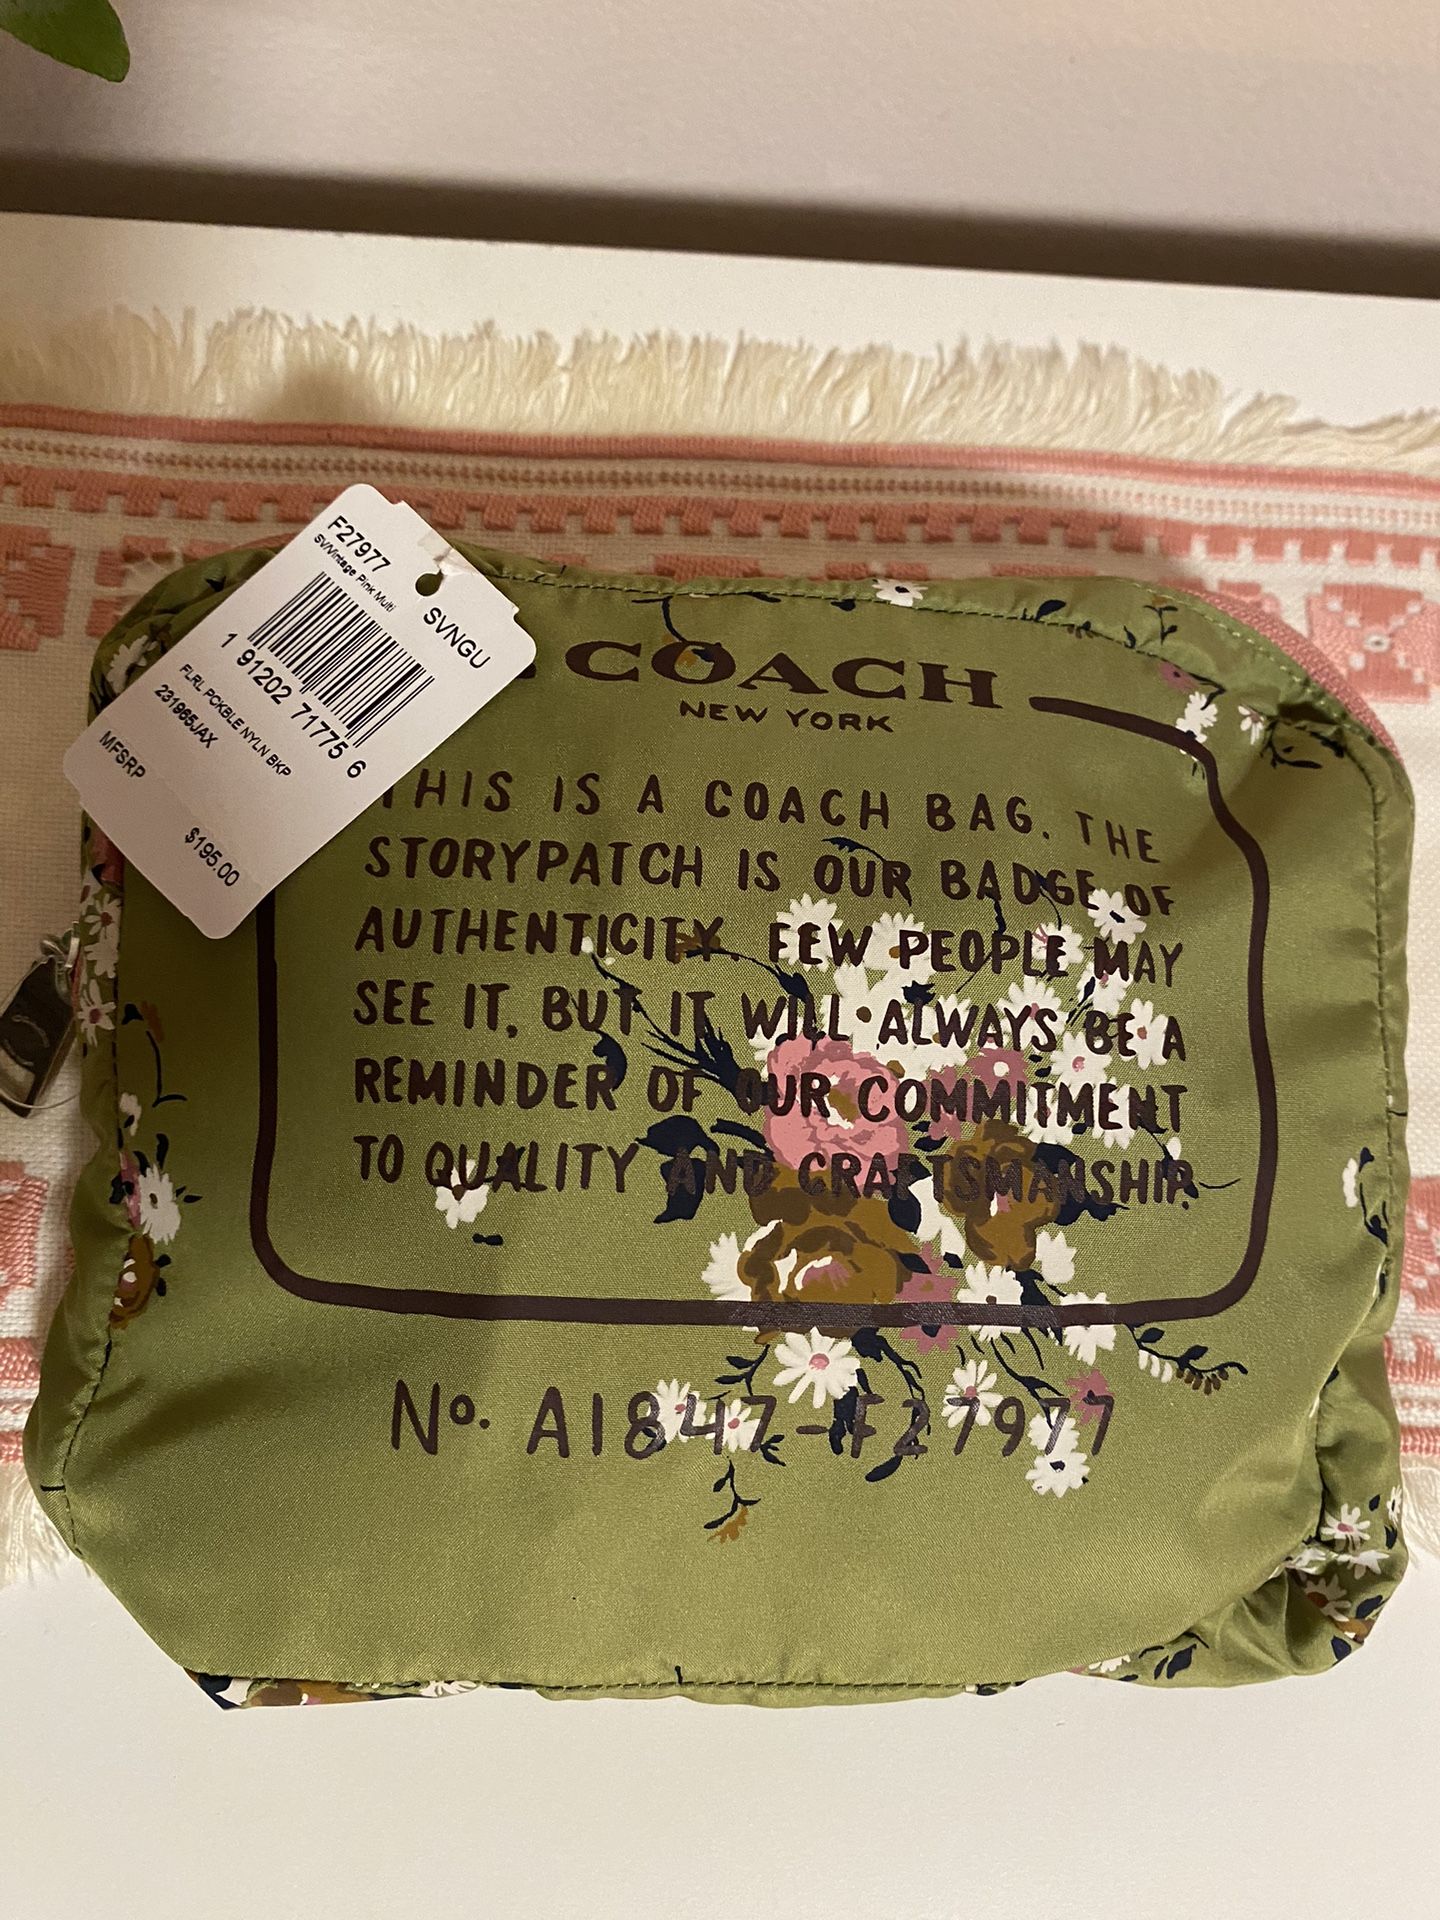 F27977
SV/Vintage Pink Multi
SVNGU
1 91202 71775 6
FLRL PCKBLE NYLN BKP
231965JAX
MFSRP
$195.00
COACH
NEW YORK
THIS IS A COACH BAG. THE
STORYPATCH IS OUR BADGE OF
AUTHENTICITY. FEW PEOPLE MAY
SEE IT, BUT IT WILL ALWAYS BE A
REMINDER OF OUR COMMITMENT
TO QUALITY AND CRAFTSMANSHIP.
No. A1847-F27977